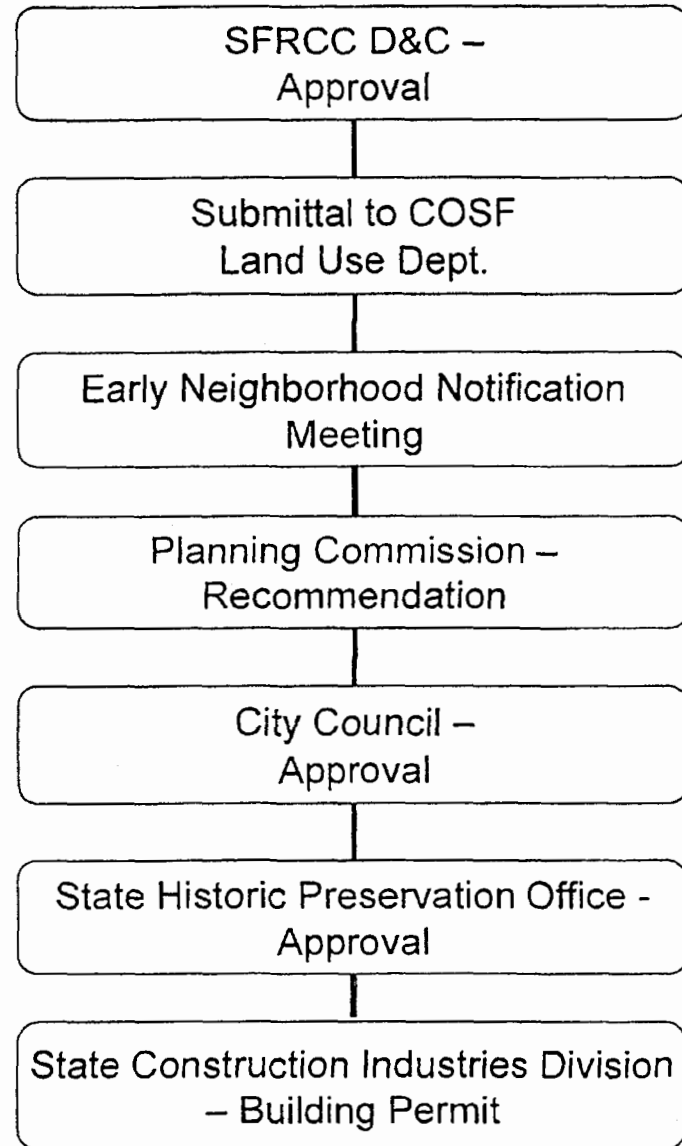 SFRCC D&C –
Approval
Submittal to COSF
Land Use Dept.
Early Neighborhood Notification
Meeting
Planning Commission –
Recommendation
City Council –
Approval
State Historic Preservation Office -
Approval
State Construction Industries Division
– Building Permit